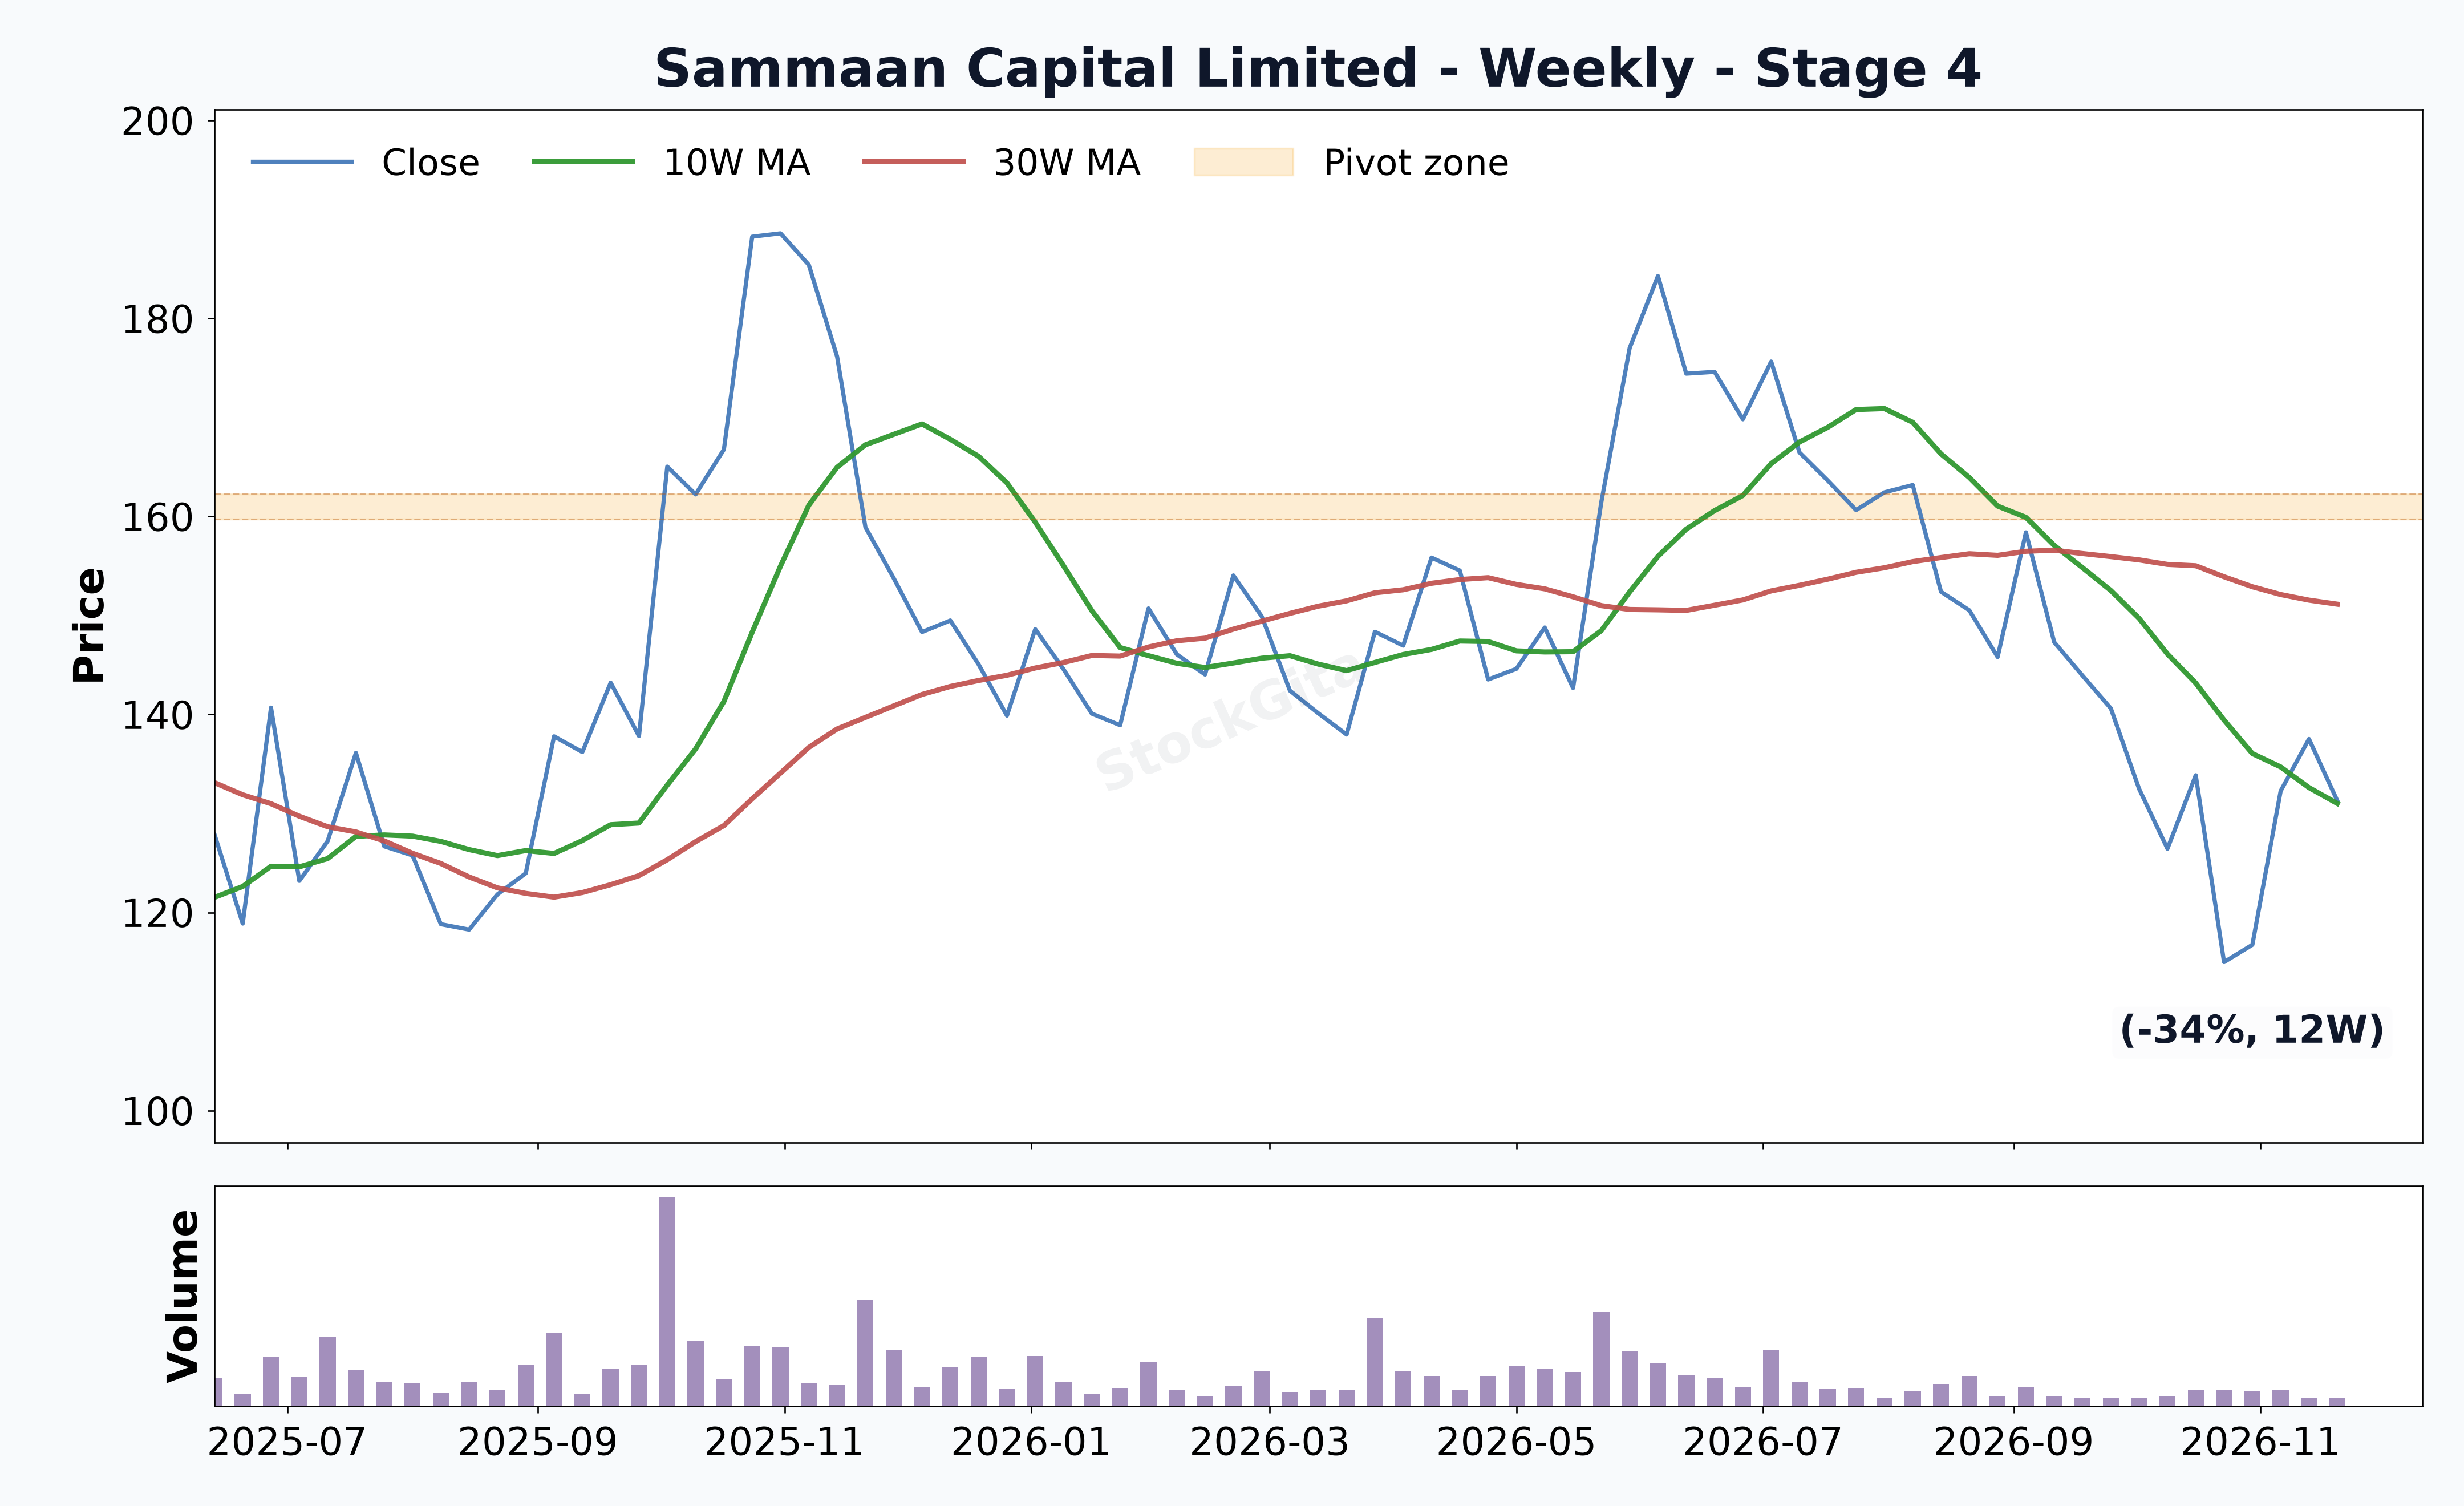 Sammaan Capital Limited - Weekly - Stage 4
Close 10W MA 30W MA Pivot zone
Price
200
180
160
140
120
100
StockGita
(-34%, 12W)
Volume
2025-07 2025-09 2025-11 2026-01 2026-03 2026-05 2026-07 2026-09 2026-11